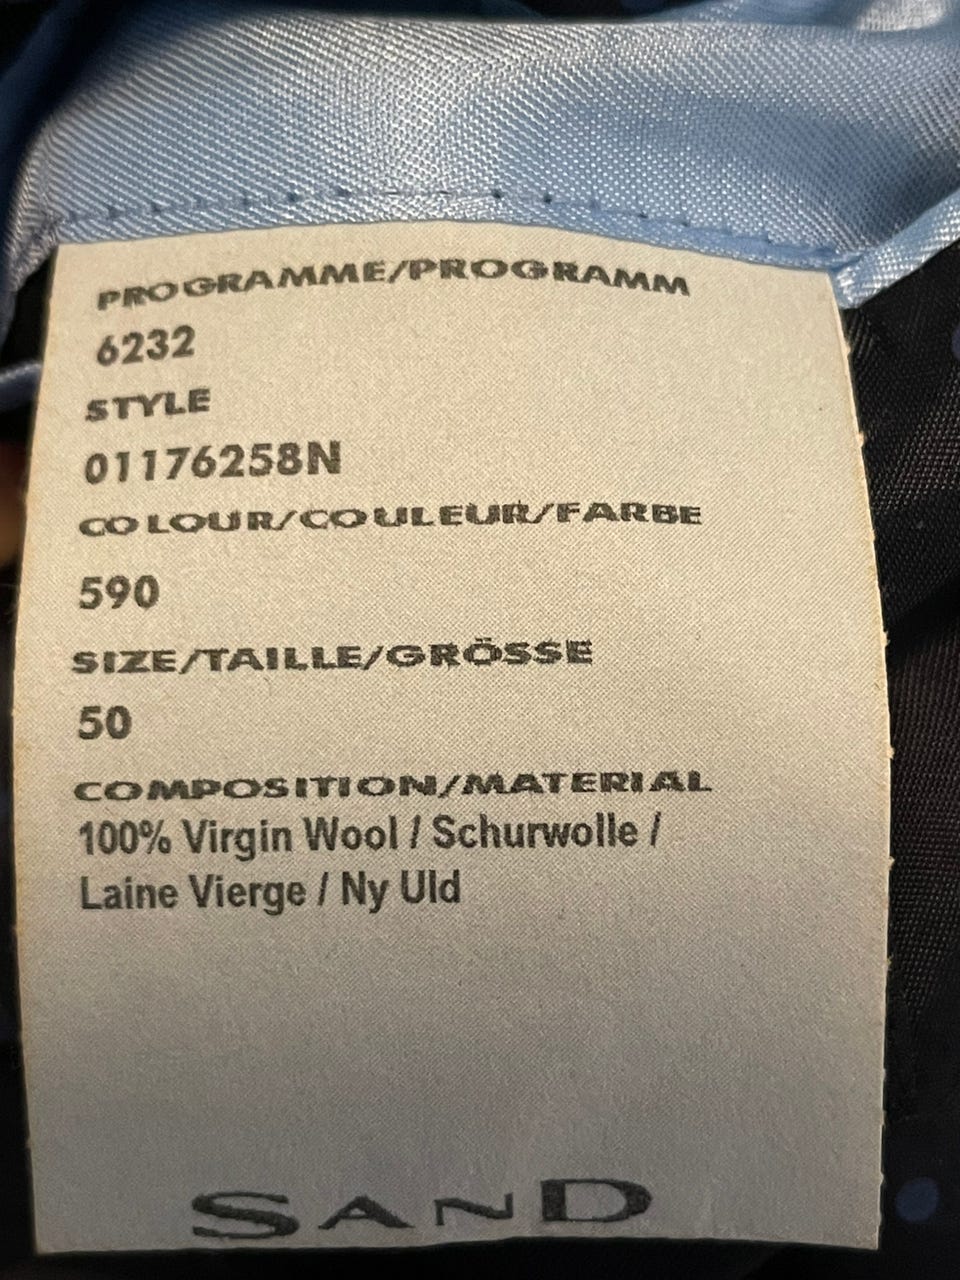 PROGRAMME/PROGRAMM
6232
STYLE
01176258N
COLOUR/COULEUR/FARBE
590
SIZE/TAILLE/GRÖSSE
50
COMPOSITION/MATERIAL
100% Virgin Wool / Schurwolle /
Laine Vierge / Ny Uld
SAND